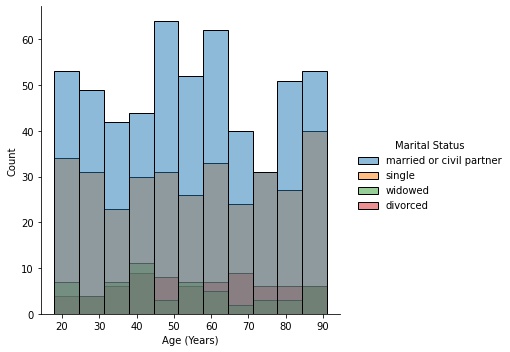 60
50
40
30
20
10
0
Count
20 30 40 50 60 70 80 90
Age (Years)
Marital Status
married or civil partner
single
widowed
divorced